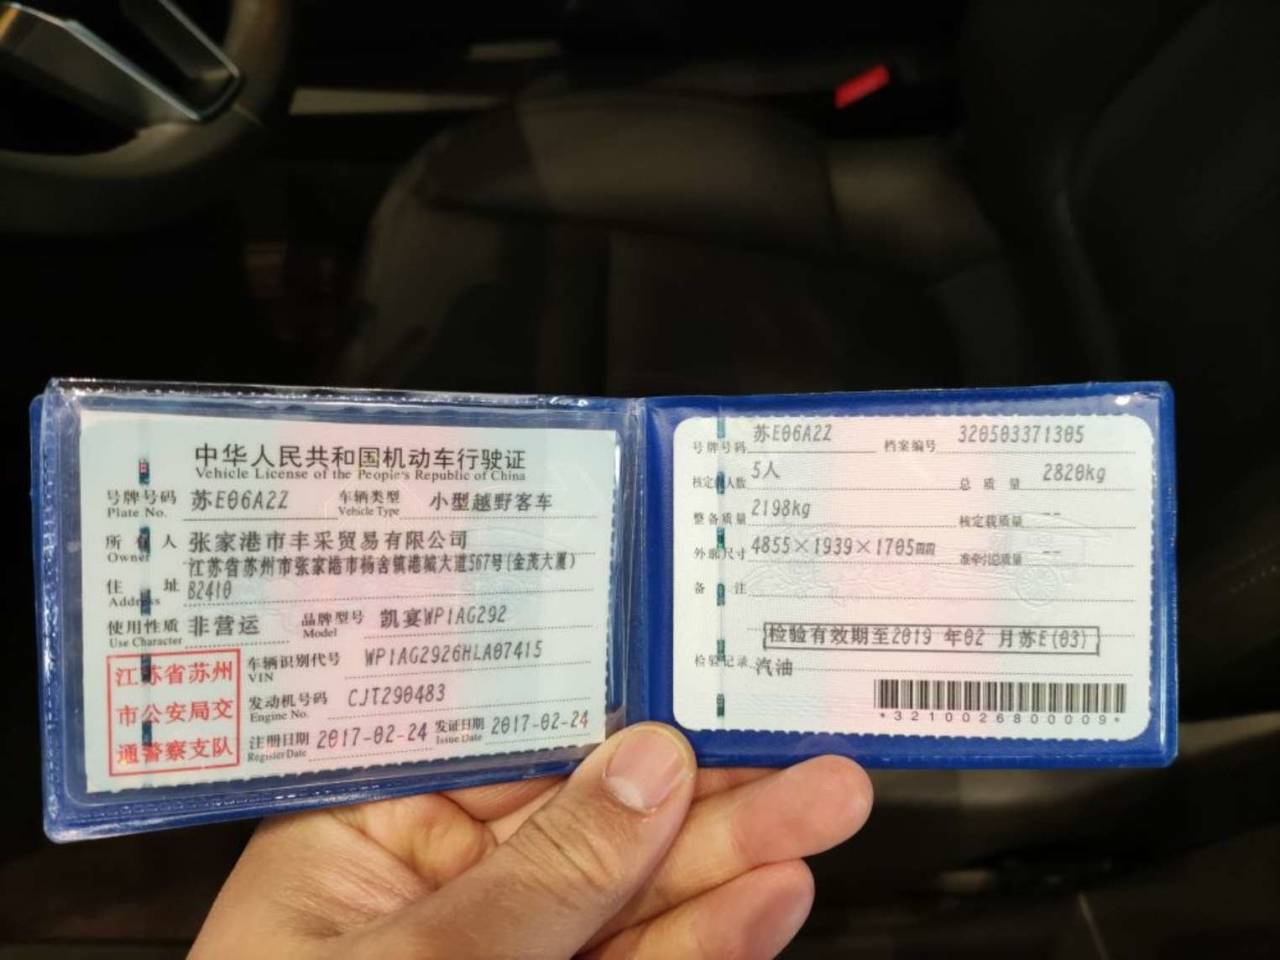 中华人民共和国机动车行驶证
Vehicle License of the People's Republic of China
号牌号码 苏E06A2Z 车辆类型 小型越野客车
Plate No. Vehicle Type
所有人 张家港市丰采贸易有限公司
Owner
住址 江苏省苏州市张家港市杨舍镇港城大道567号(金茂大厦)
Address B2410
使用性质 非营运 品牌型号 凯宴WP1AG292
Use Character Model
江苏省苏州
市公安局交
通警察支队
车辆识别代号 WP1AG2926HLA07415
VIN
发动机号码 CJT290483
Engine No.
注册日期 2017-02-24 发证日期 2017-02-24
Register Date Issue Date
号牌号码 苏E06A2Z 档案编号 320503371305
核定载人数 5人 总质量 2820kg
整备质量 2198kg 核定载质量 --
外廓尺寸 4855×1939×1705mm 准牵引总质量 --
备注
检验有效期至2019 年02 月苏E(03)
检验记录 汽油
*3210026800009*